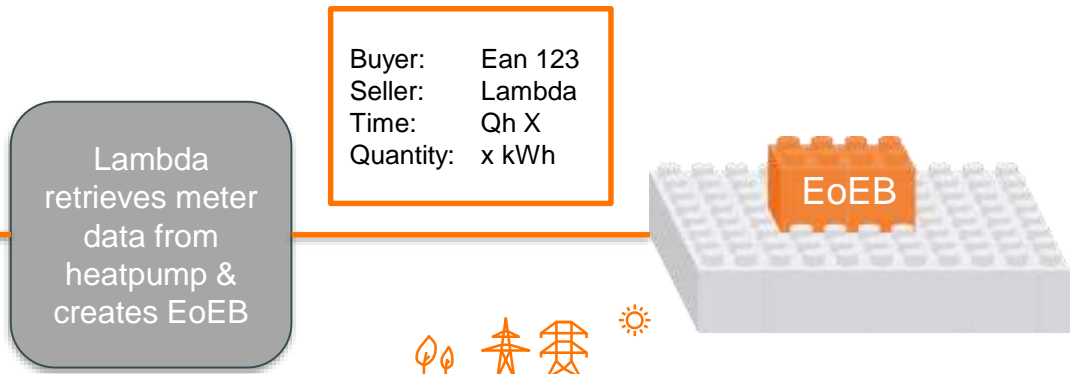 Lambda
retrieves meter
data from
heatpump &
creates EoEB
Buyer: Ean 123
Seller: Lambda
Time: Qh X
Quantity: x kWh
EoEB